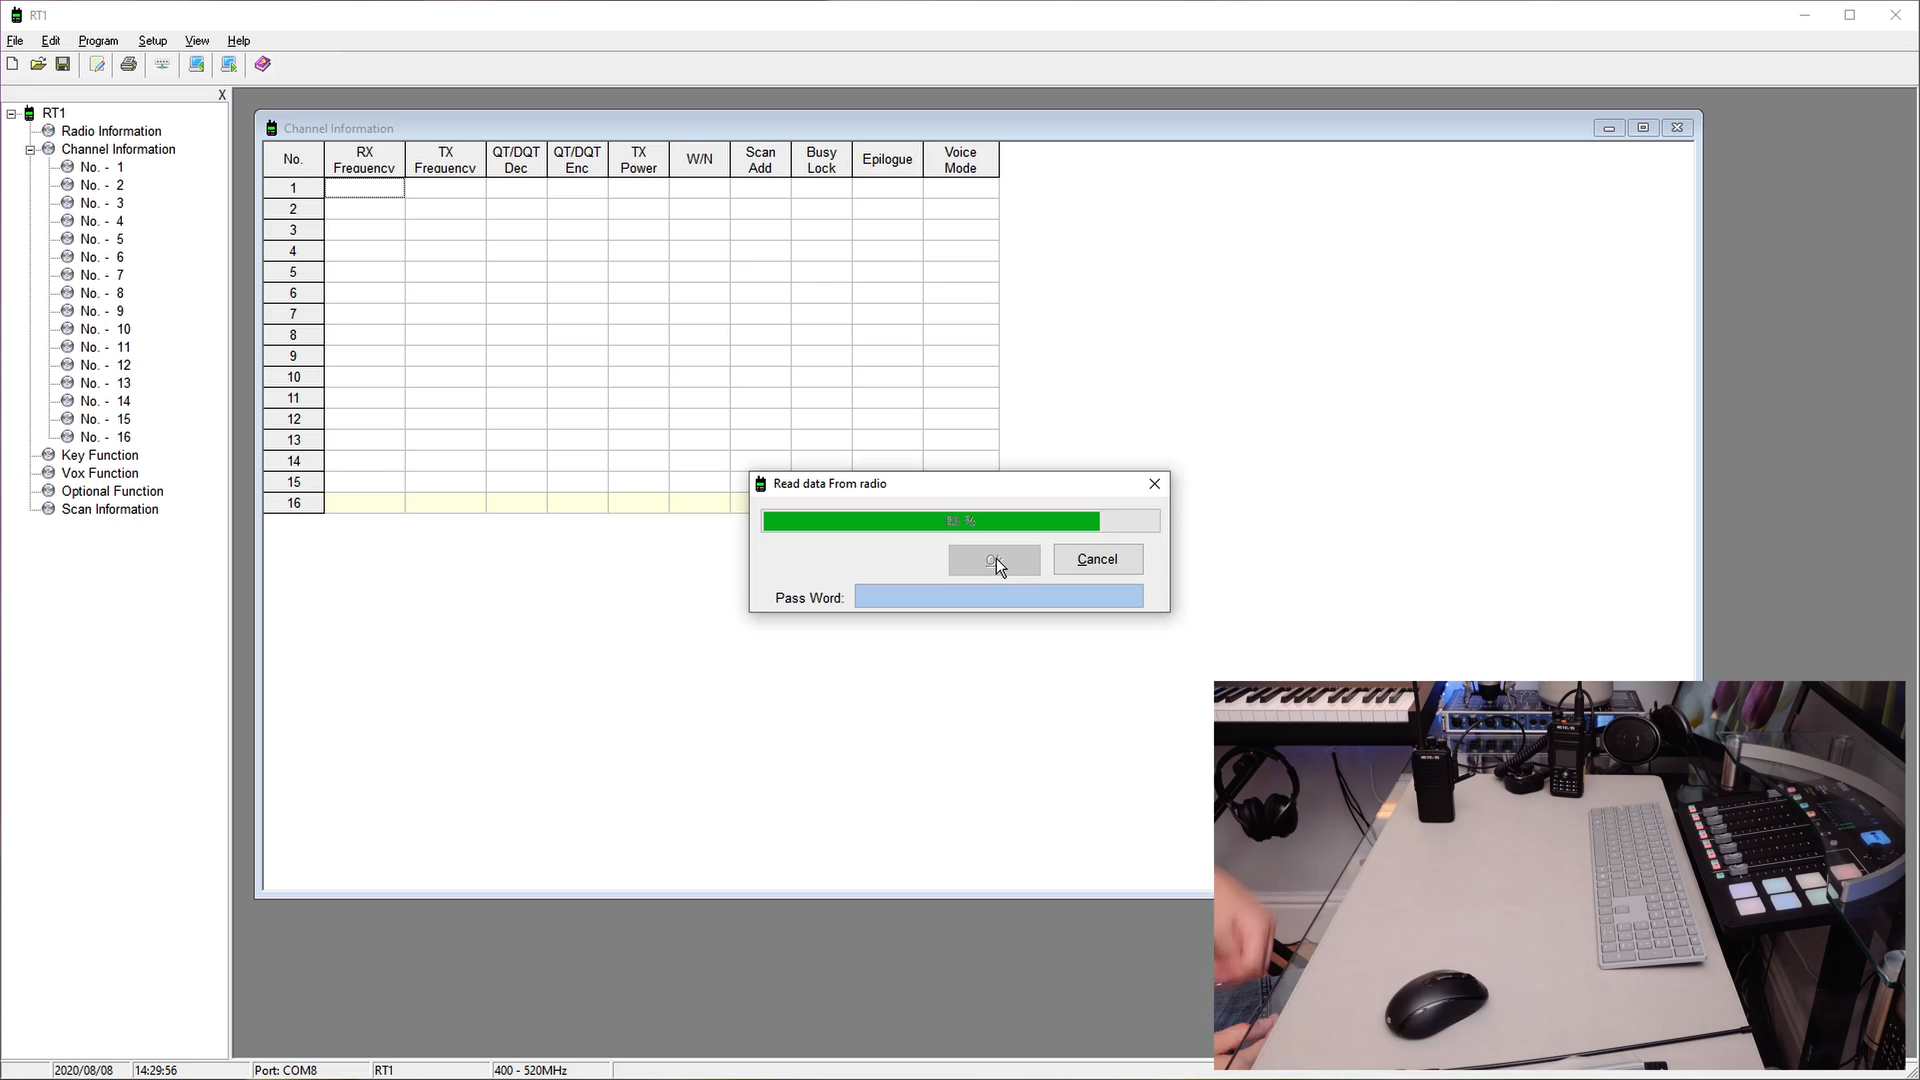 RT1
File Edit Program Setup View Help
X
RT1
Radio Information
Channel Information
No. - 1
No. - 2
No. - 3
No. - 4
No. - 5
No. - 6
No. - 7
No. - 8
No. - 9
No. - 10
No. - 11
No. - 12
No. - 13
No. - 14
No. - 15
No. - 16
Key Function
Vox Function
Optional Function
Scan Information
Channel Information
No. RX Frequency TX Frequency QT/DQT Dec QT/DQT Enc TX Power W/N Scan Add Busy Lock Epilogue Voice Mode
1
2
3
4
5
6
7
8
9
10
11
12
13
14
15
16
Read data From radio
Ok Cancel
Pass Word:
2020/08/08 14:29:56 Port: COM8 RT1 400 - 520MHz